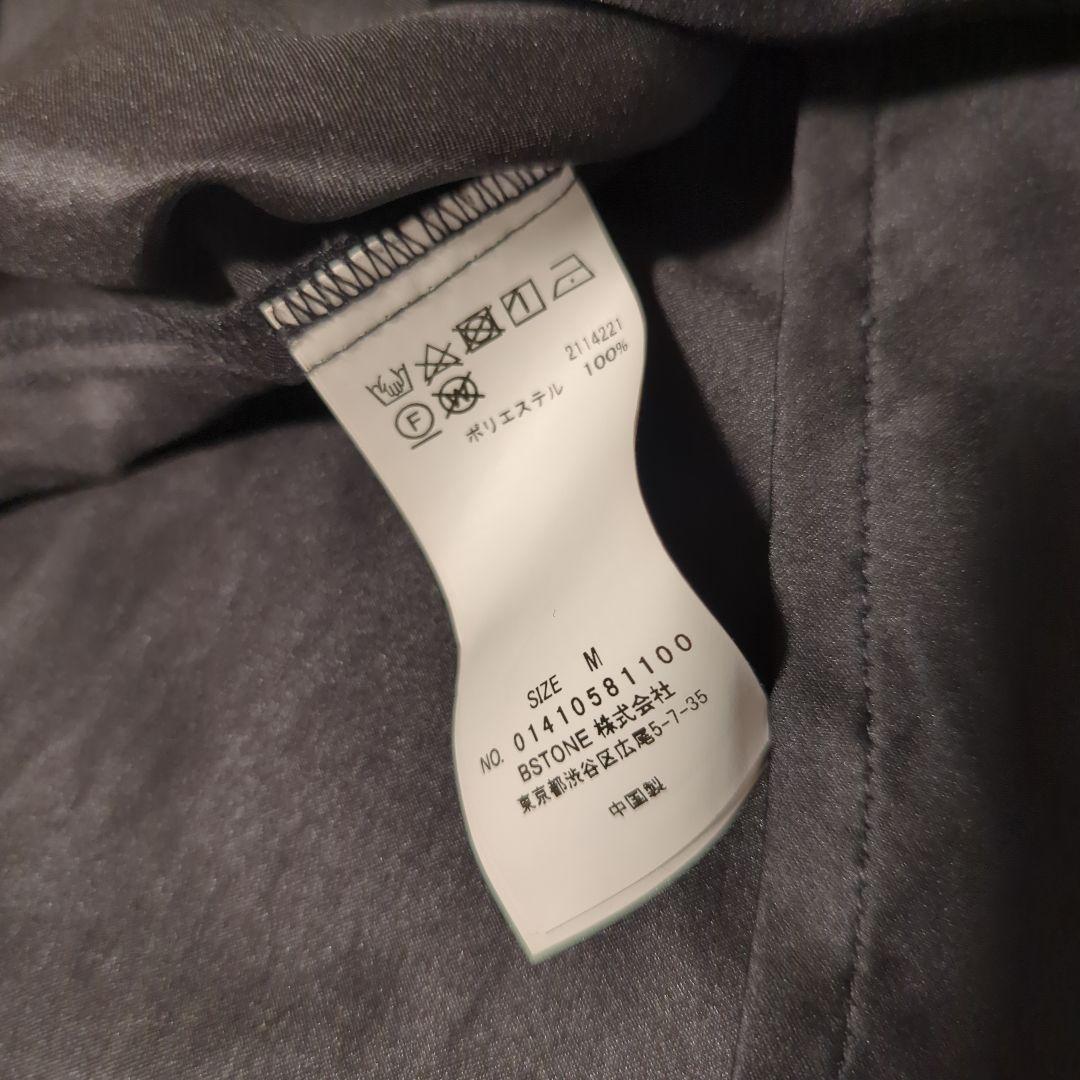 2114221
ポリエステル 100%
SIZE M
NO. 01410581100
BSTONE 株式会社
東京都渋谷区広尾5-7-35
中国製